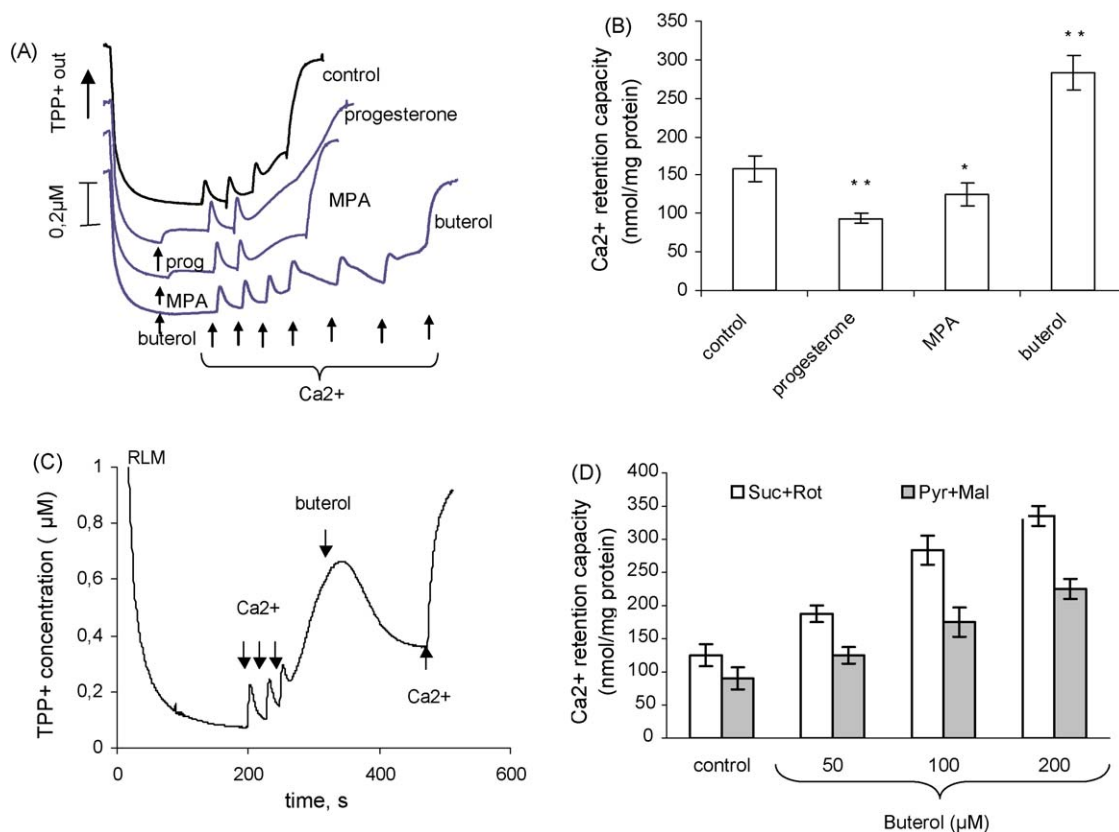 (A)
TPP+ out
0,2µM
control
progesterone
MPA
buterol
prog
MPA
buterol
Ca2+
(B)
Ca2+ retention capacity
(nmol/mg protein)
350
300
250
200
150
100
50
0
* *
*
* *
control
progesterone
MPA
buterol
(C)
TPP+ concentration ( µM)
1
0,8
0,6
0,4
0,2
0
RLM
buterol
Ca2+
Ca2+
0
200
400
600
time, s
(D)
Ca2+ retention capacity
(nmol/mg protein)
400
350
300
250
200
150
100
50
0
Suc+Rot
Pyr+Mal
control
50
100
200
Buterol (µM)